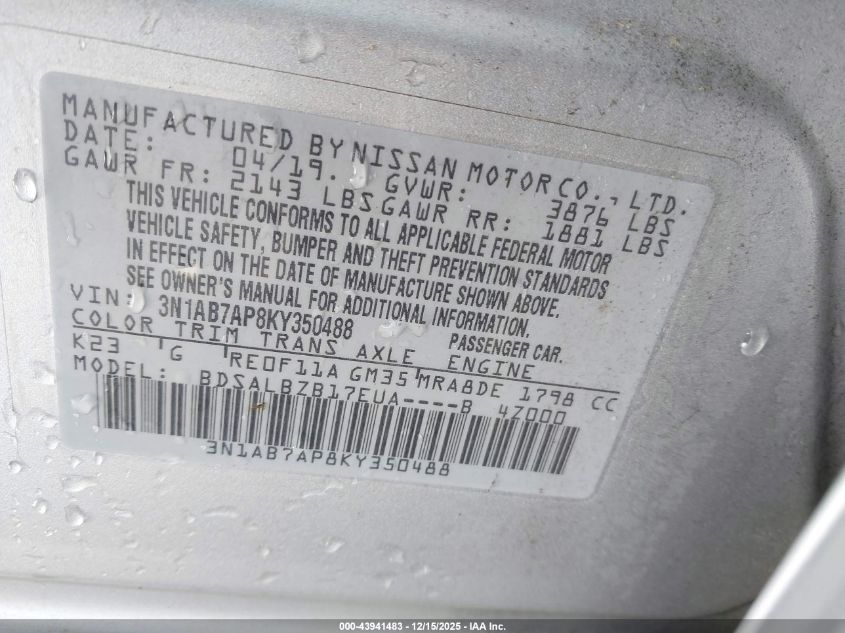 MANUFACTURED BY NISSAN MOTOR CO., LTD.
DATE: 04/19. GVWR: 3876 LBS
GAWR FR: 2143 LBS GAWR RR: 1881 LBS
THIS VEHICLE CONFORMS TO ALL APPLICABLE FEDERAL MOTOR
VEHICLE SAFETY, BUMPER AND THEFT PREVENTION STANDARDS
IN EFFECT ON THE DATE OF MANUFACTURE SHOWN ABOVE.
SEE OWNER'S MANUAL FOR ADDITIONAL INFORMATION.
VIN: 3N1AB7AP8KY350488 PASSENGER CAR.
COLOR TRIM TRANS AXLE ENGINE
K23 G RE0F11A GM35 MRA8DE 1798 CC
MODEL: BDSALBZB17EUA----B 4Z000
3N1AB7AP8KY350488
000-43941483 - 12/15/2025 - IAA Inc.